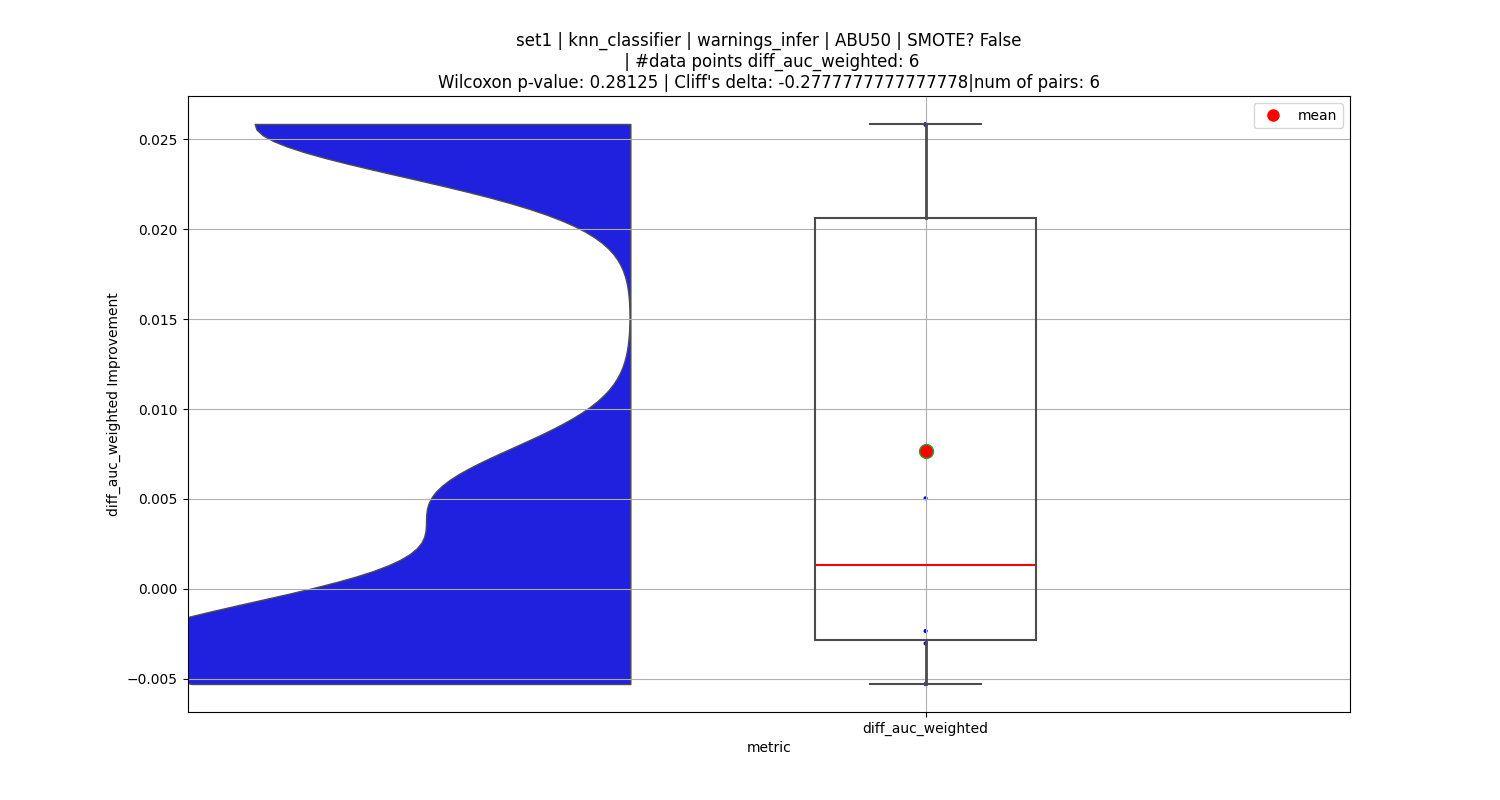 set1 | knn_classifier | warnings_infer | ABU50 | SMOTE? False
| #data points diff_auc_weighted: 6
Wilcoxon p-value: 0.28125 | Cliff's delta: -0.2777777777777778|num of pairs: 6
mean
0.025
0.020
0.015
0.010
0.005
0.000
−0.005
diff_auc_weighted Improvement
diff_auc_weighted
metric